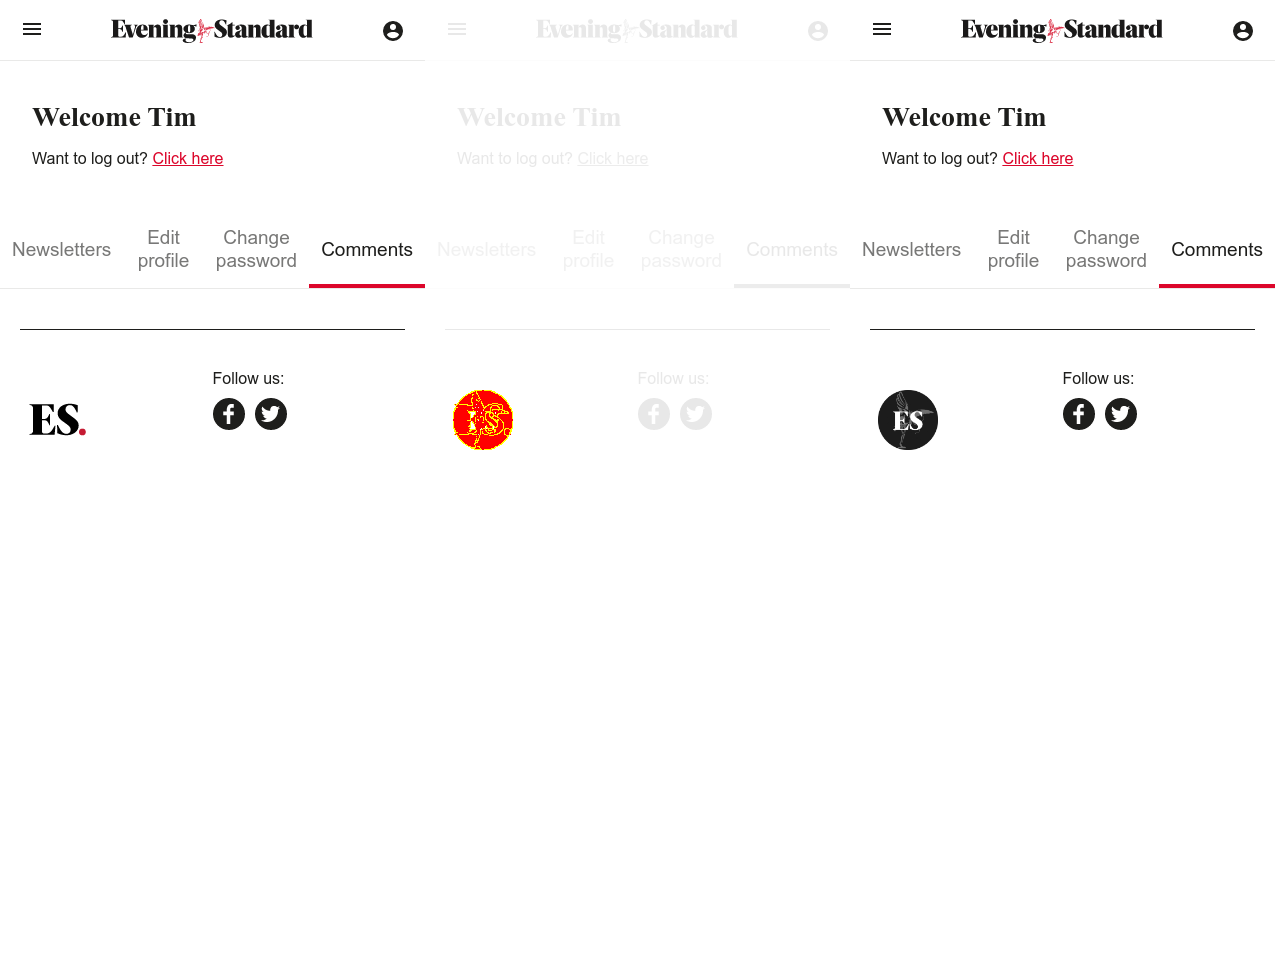 Evening Standard
Welcome Tim
Want to log out? Click here
Newsletters
Edit profile
Change password
Comments
Follow us:
ES.
Evening Standard
Welcome Tim
Want to log out? Click here
Newsletters
Edit profile
Change password
Comments
Follow us:
ES
Evening Standard
Welcome Tim
Want to log out? Click here
Newsletters
Edit profile
Change password
Comments
Follow us:
ES